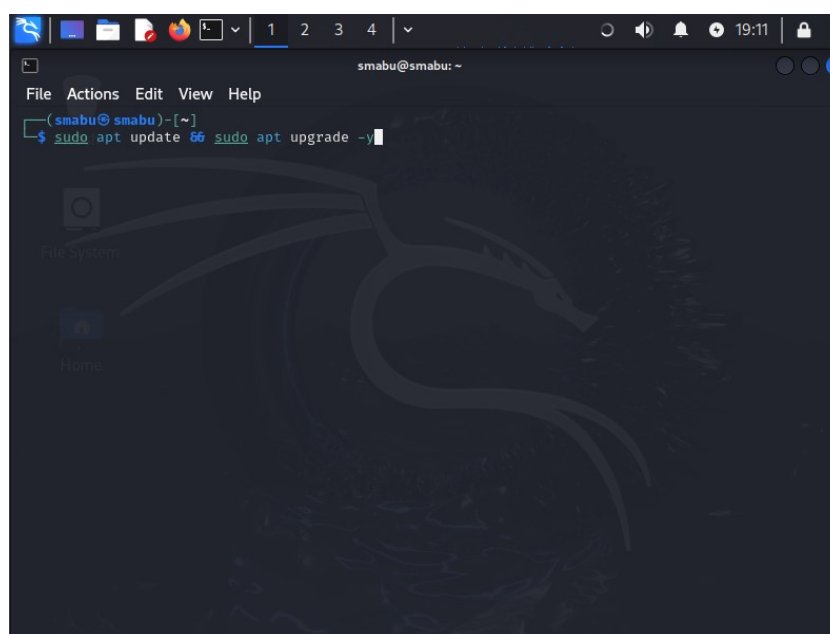 1 2 3 4 19:11
smabu@smabu: ~
File Actions Edit View Help
┌──(smabu㉿smabu)-[~]
└─$ sudo apt update && sudo apt upgrade -y
File System
Home